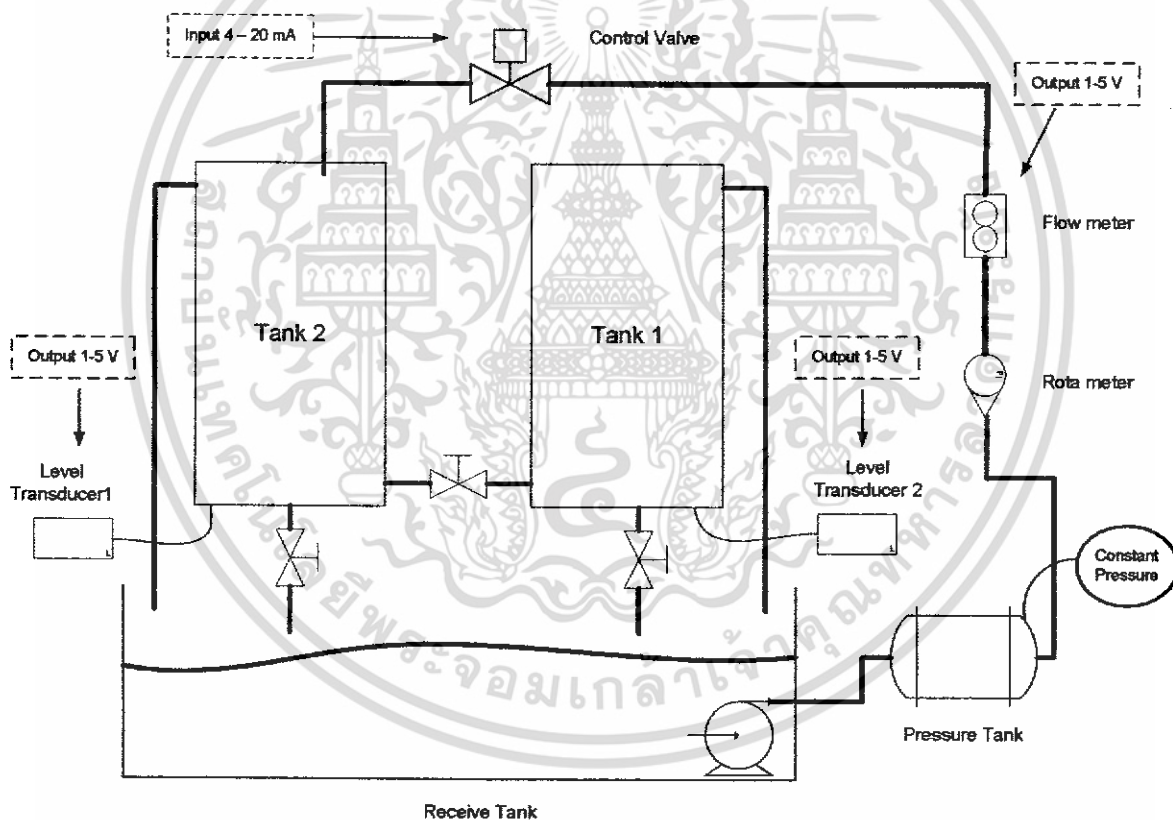 Input 4 – 20 mA
Control Valve
Output 1-5 V
Flow meter
Tank 2
Tank 1
Output 1-5 V
Output 1-5 V
Rota meter
Level
Transducer1
Level
Transducer 2
Constant
Pressure
Pressure Tank
Receive Tank